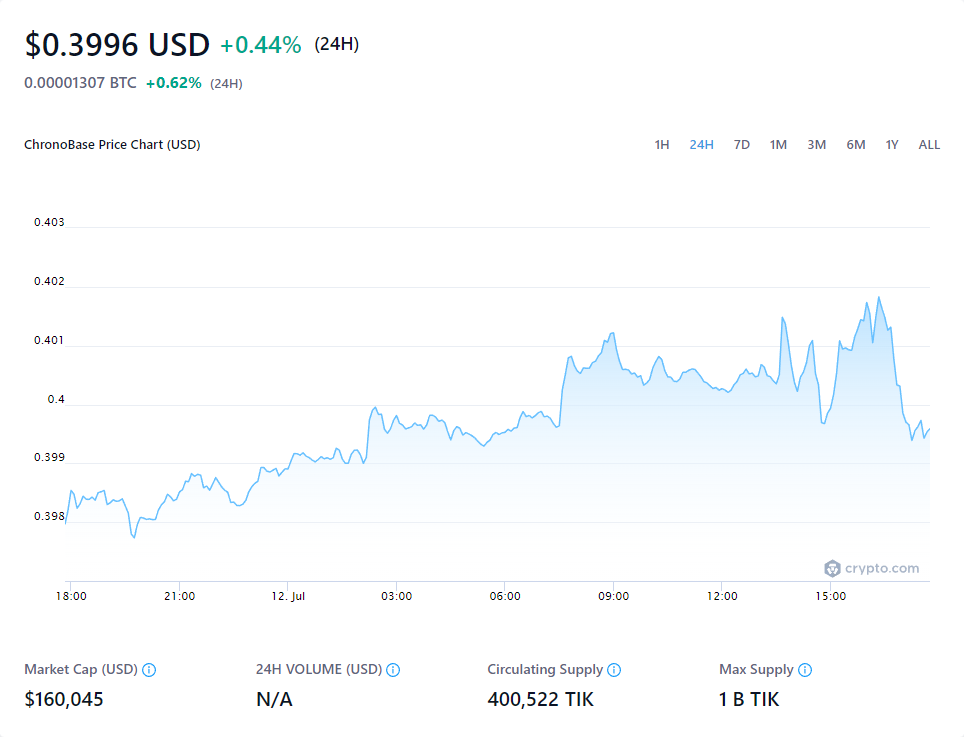 $0.3996 USD +0.44% (24H)
0.00001307 BTC +0.62% (24H)
ChronoBase Price Chart (USD) 1H 24H 7D 1M 3M 6M 1Y ALL
0.403
0.402
0.401
0.4
0.399
0.398
crypto.com
18:00 21:00 12. Jul 03:00 06:00 09:00 12:00 15:00
Market Cap (USD) 24H VOLUME (USD) Circulating Supply Max Supply
$160,045 N/A 400,522 TIK 1 B TIK